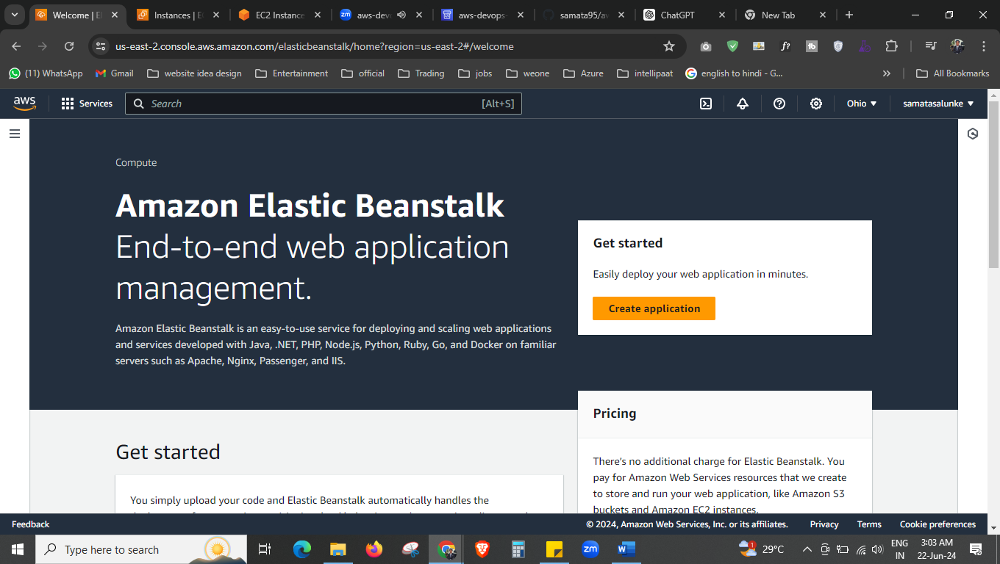 Welcome | El
Instances | E
EC2 Instance
aws-dev
aws-devops-
samata95/aw
ChatGPT
New Tab
us-east-2.console.aws.amazon.com/elasticbeanstalk/home?region=us-east-2#/welcome
(11) WhatsApp
Gmail
website idea design
Entertainment
official
Trading
jobs
weone
Azure
intellipaat
english to hindi - G...
All Bookmarks
aws
Services
Search
[Alt+S]
Ohio
samatasalunke
Compute
Amazon Elastic Beanstalk
End-to-end web application
management.
Amazon Elastic Beanstalk is an easy-to-use service for deploying and scaling web applications
and services developed with Java, .NET, PHP, Node.js, Python, Ruby, Go, and Docker on familiar
servers such as Apache, Nginx, Passenger, and IIS.
Get started
Easily deploy your web application in minutes.
Create application
Pricing
There's no additional charge for Elastic Beanstalk. You
pay for Amazon Web Services resources that we create
to store and run your web application, like Amazon S3
buckets and Amazon EC2 instances.
Get started
You simply upload your code and Elastic Beanstalk automatically handles the
Feedback
© 2024, Amazon Web Services, Inc. or its affiliates.
Privacy
Terms
Cookie preferences
Type here to search
29°C
ENG
IN
3:03 AM
22-Jun-24